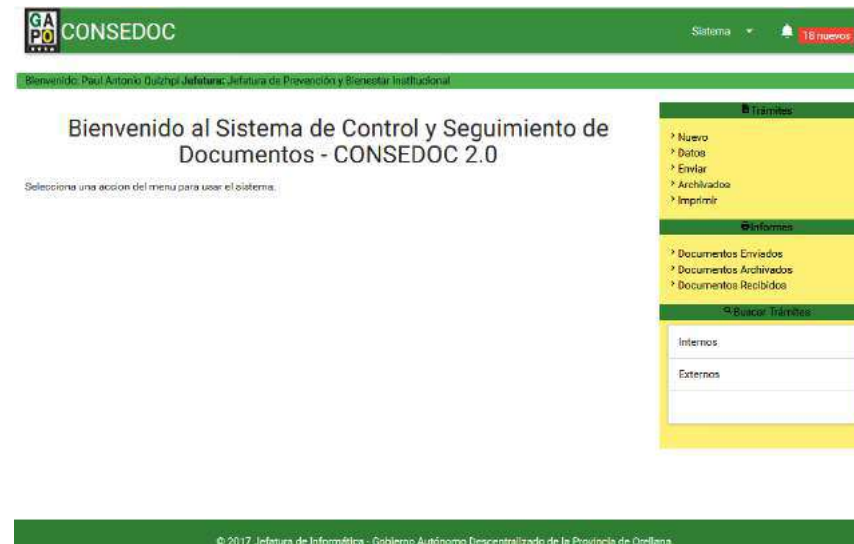 GA
PO
CONSEDOC
Sistema
18 nuevos
Bienvenido: Paul Antonio Quizhpi Jefatura: Jefatura de Prevención y Bienestar Institucional
Bienvenido al Sistema de Control y Seguimiento de
Documentos - CONSEDOC 2.0
Selecciona una accion del menu para usar el sistema.
Trámites
Nuevo
Datos
Enviar
Archivados
Imprimir
Informes
Documentos Enviados
Documentos Archivados
Documentos Recibidos
Buscar Trámites
Internos
Externos
© 2017 Jefatura de Informática - Gobierno Autónomo Descentralizado de la Provincia de Orellana